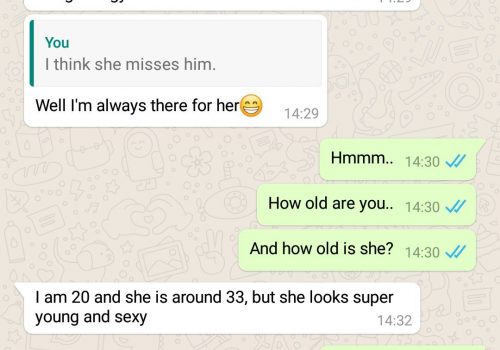 You
I think she misses him.
Well I'm always there for her😁
14:29
Hmmm.. 14:30
How old are you.. 14:30
And how old is she? 14:30
I am 20 and she is around 33, but she looks super
young and sexy
14:32